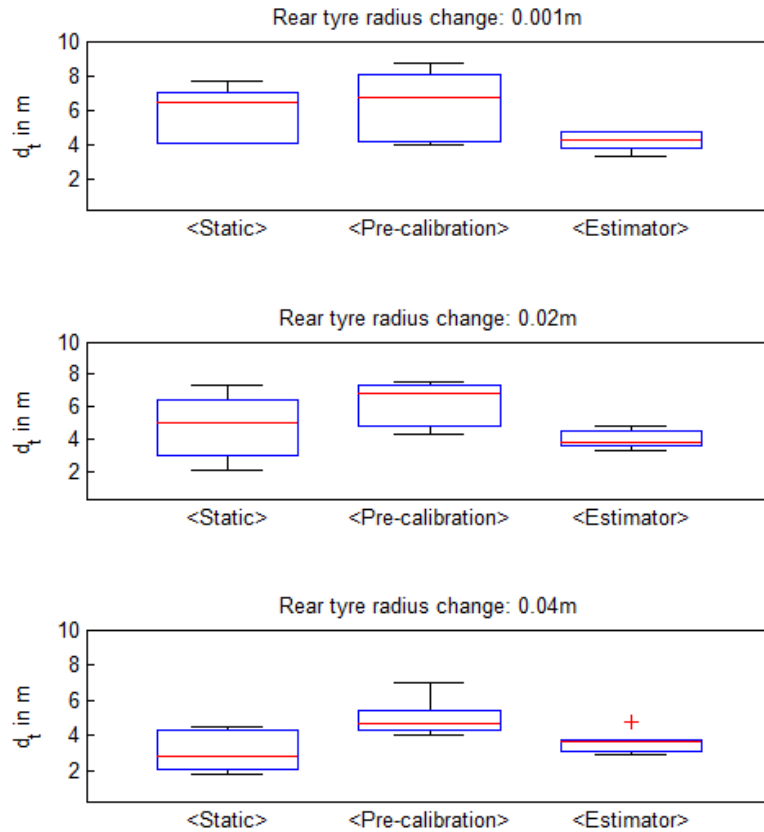 Rear tyre radius change: 0.001m
10
8
6
4
2
d_t in m
<Static> <Pre-calibration> <Estimator>
Rear tyre radius change: 0.02m
10
8
6
4
2
d_t in m
<Static> <Pre-calibration> <Estimator>
Rear tyre radius change: 0.04m
10
8
6
4
2
d_t in m
<Static> <Pre-calibration> <Estimator>